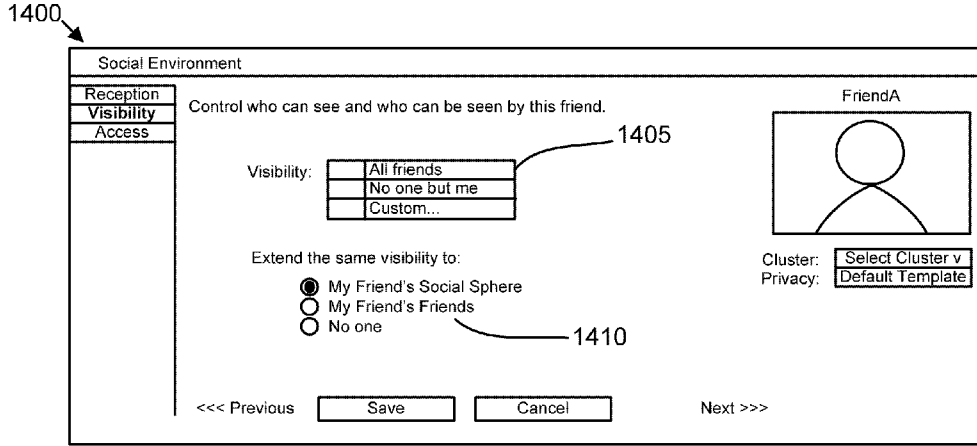 1400
Social Environment
Reception
Visibility
Access
Control who can see and who can be seen by this friend.
1405
Visibility:
All friends
No one but me
Custom...
Extend the same visibility to:
My Friend's Social Sphere
My Friend's Friends
No one
1410
FriendA
Cluster: Select Cluster v
Privacy: Default Template
<<< Previous Save Cancel Next >>>